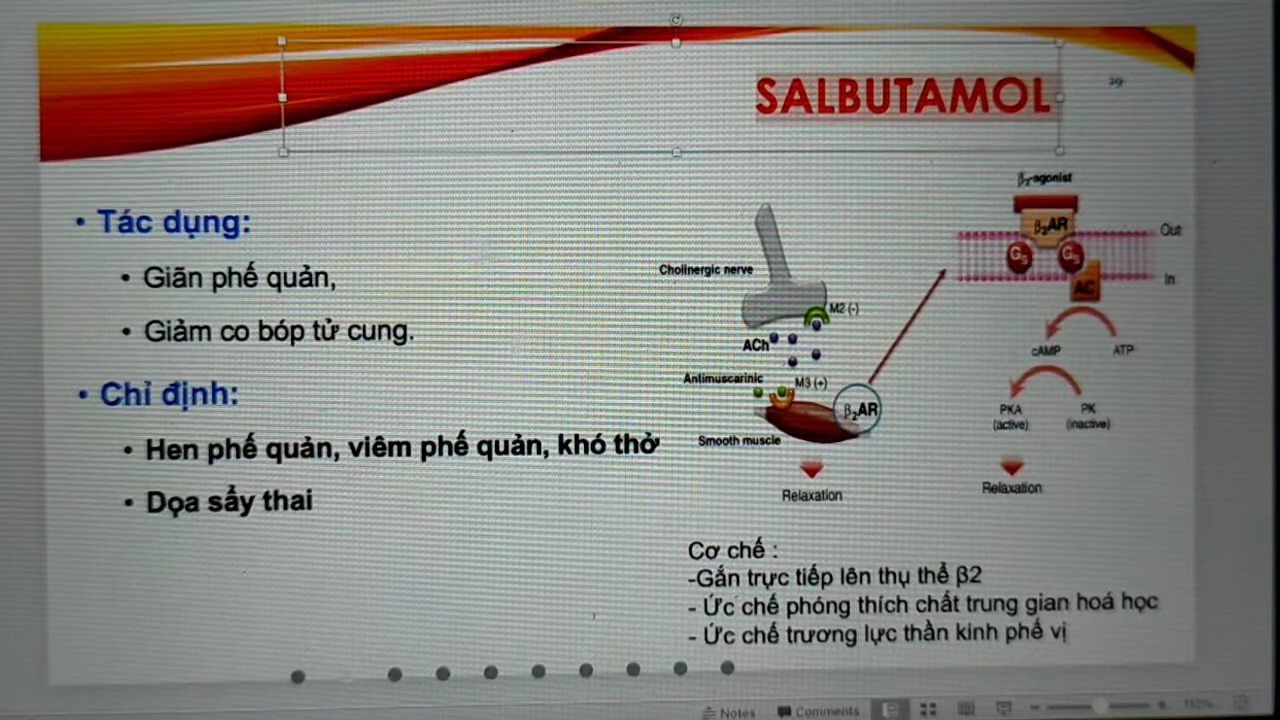 SALBUTAMOL
29
• Tác dụng:
• Giãn phế quản,
• Giảm co bóp tử cung.
• Chỉ định:
• Hen phế quản, viêm phế quản, khó thở
• Dọa sẩy thai
Cholinergic nerve
M2 (-)
ACh
Antimuscarinic
M3 (+)
β2AR
Smooth muscle
Relaxation
β2-agonist
β2AR
Out
Gs
Gs
In
AC
cAMP
ATP
PKA
(active)
PK
(inactive)
Relaxation
Cơ chế :
-Gắn trực tiếp lên thụ thể β2
- Ức chế phóng thích chất trung gian hoá học
- Ức chế trương lực thần kinh phế vị
Notes
Comments